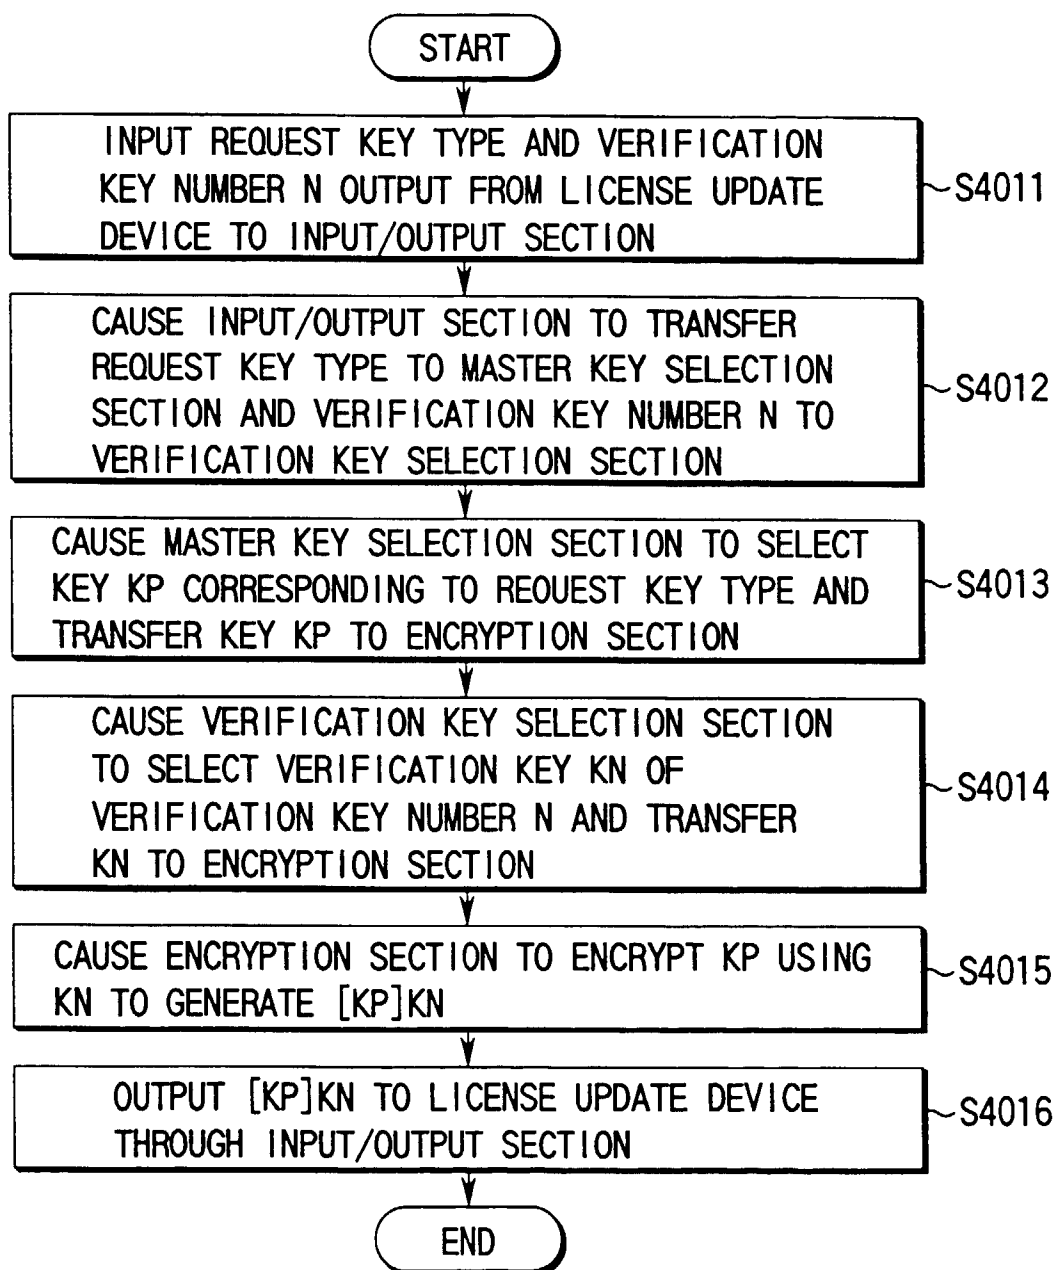 START
INPUT REQUEST KEY TYPE AND VERIFICATION
KEY NUMBER N OUTPUT FROM LICENSE UPDATE
DEVICE TO INPUT/OUTPUT SECTION
~S4011
CAUSE INPUT/OUTPUT SECTION TO TRANSFER
REQUEST KEY TYPE TO MASTER KEY SELECTION
SECTION AND VERIFICATION KEY NUMBER N TO
VERIFICATION KEY SELECTION SECTION
~S4012
CAUSE MASTER KEY SELECTION SECTION TO SELECT
KEY KP CORRESPONDING TO REQUEST KEY TYPE AND
TRANSFER KEY KP TO ENCRYPTION SECTION
~S4013
CAUSE VERIFICATION KEY SELECTION SECTION
TO SELECT VERIFICATION KEY KN OF
VERIFICATION KEY NUMBER N AND TRANSFER
KN TO ENCRYPTION SECTION
~S4014
CAUSE ENCRYPTION SECTION TO ENCRYPT KP USING
KN TO GENERATE [KP]KN
~S4015
OUTPUT [KP]KN TO LICENSE UPDATE DEVICE
THROUGH INPUT/OUTPUT SECTION
~S4016
END